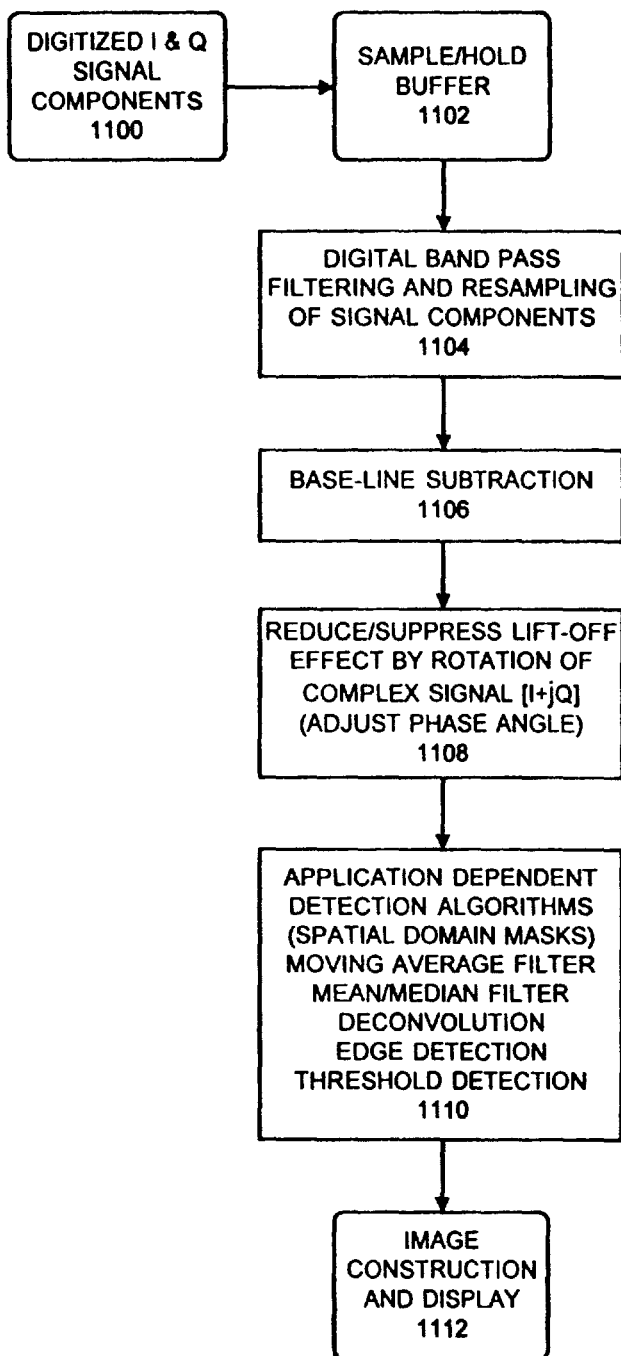 DIGITIZED I & Q
SIGNAL
COMPONENTS
1100
SAMPLE/HOLD
BUFFER
1102
DIGITAL BAND PASS
FILTERING AND RESAMPLING
OF SIGNAL COMPONENTS
1104
BASE-LINE SUBTRACTION
1106
REDUCE/SUPPRESS LIFT-OFF
EFFECT BY ROTATION OF
COMPLEX SIGNAL [I+jQ]
(ADJUST PHASE ANGLE)
1108
APPLICATION DEPENDENT
DETECTION ALGORITHMS
(SPATIAL DOMAIN MASKS)
MOVING AVERAGE FILTER
MEAN/MEDIAN FILTER
DECONVOLUTION
EDGE DETECTION
THRESHOLD DETECTION
1110
IMAGE
CONSTRUCTION
AND DISPLAY
1112